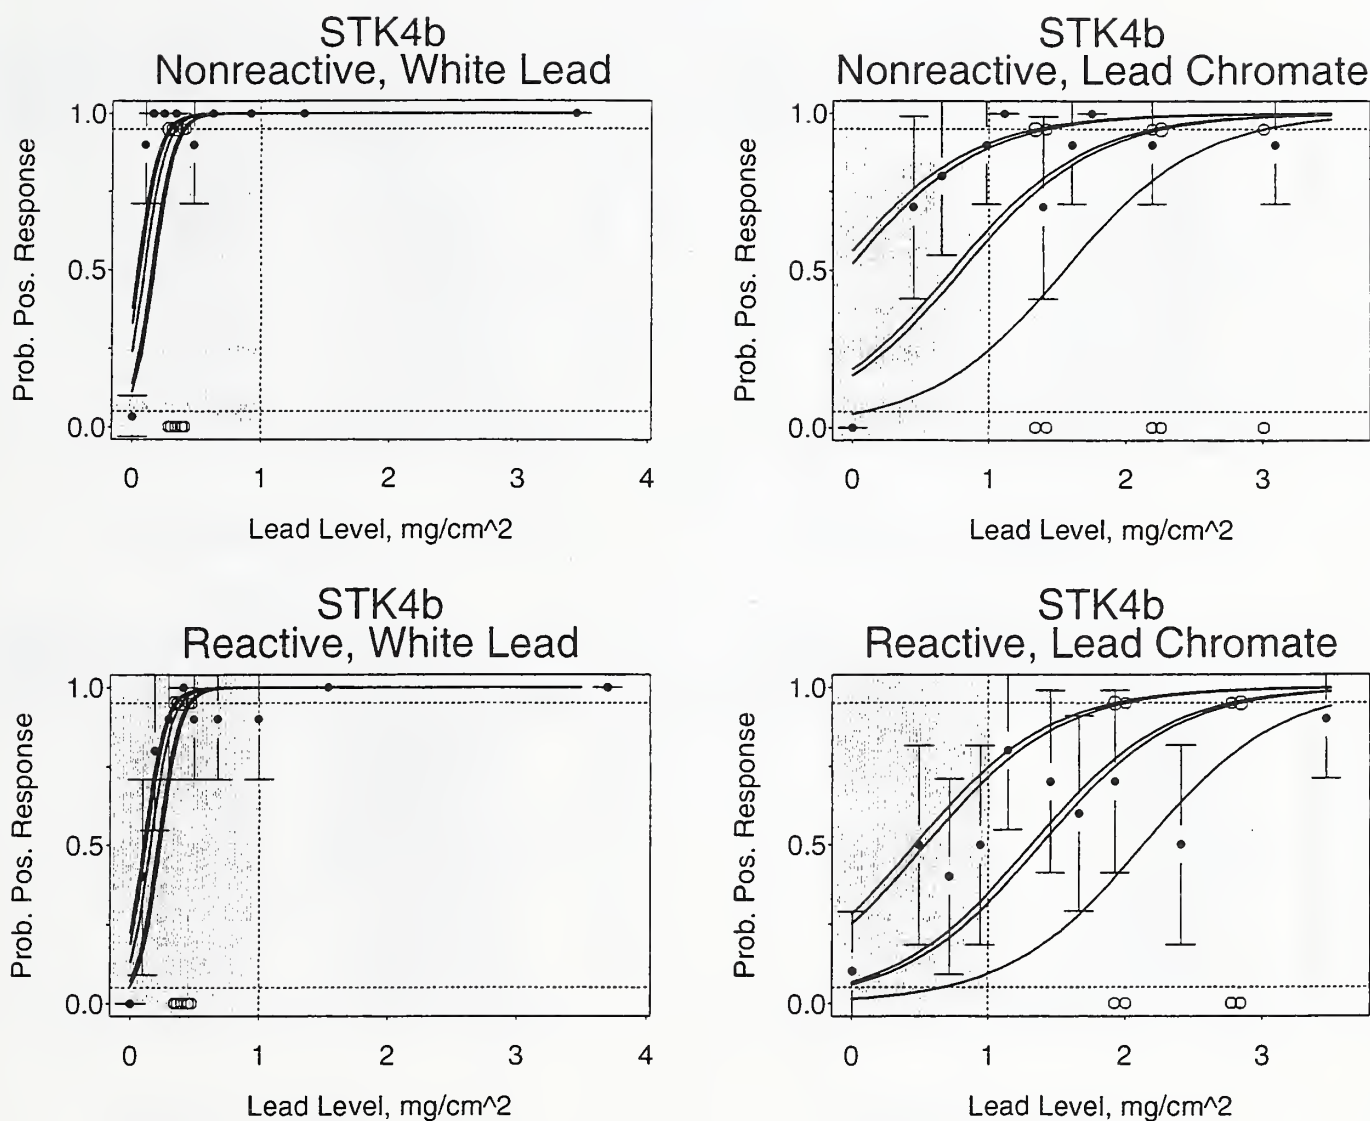 STK4b
Nonreactive, White Lead
Prob. Pos. Response
1.0
0.5
0.0
0 1 2 3 4
Lead Level, mg/cm^2
STK4b
Nonreactive, Lead Chromate
Prob. Pos. Response
1.0
0.5
0.0
0 1 2 3
Lead Level, mg/cm^2
STK4b
Reactive, White Lead
Prob. Pos. Response
1.0
0.5
0.0
0 1 2 3 4
Lead Level, mg/cm^2
STK4b
Reactive, Lead Chromate
Prob. Pos. Response
1.0
0.5
0.0
0 1 2 3
Lead Level, mg/cm^2